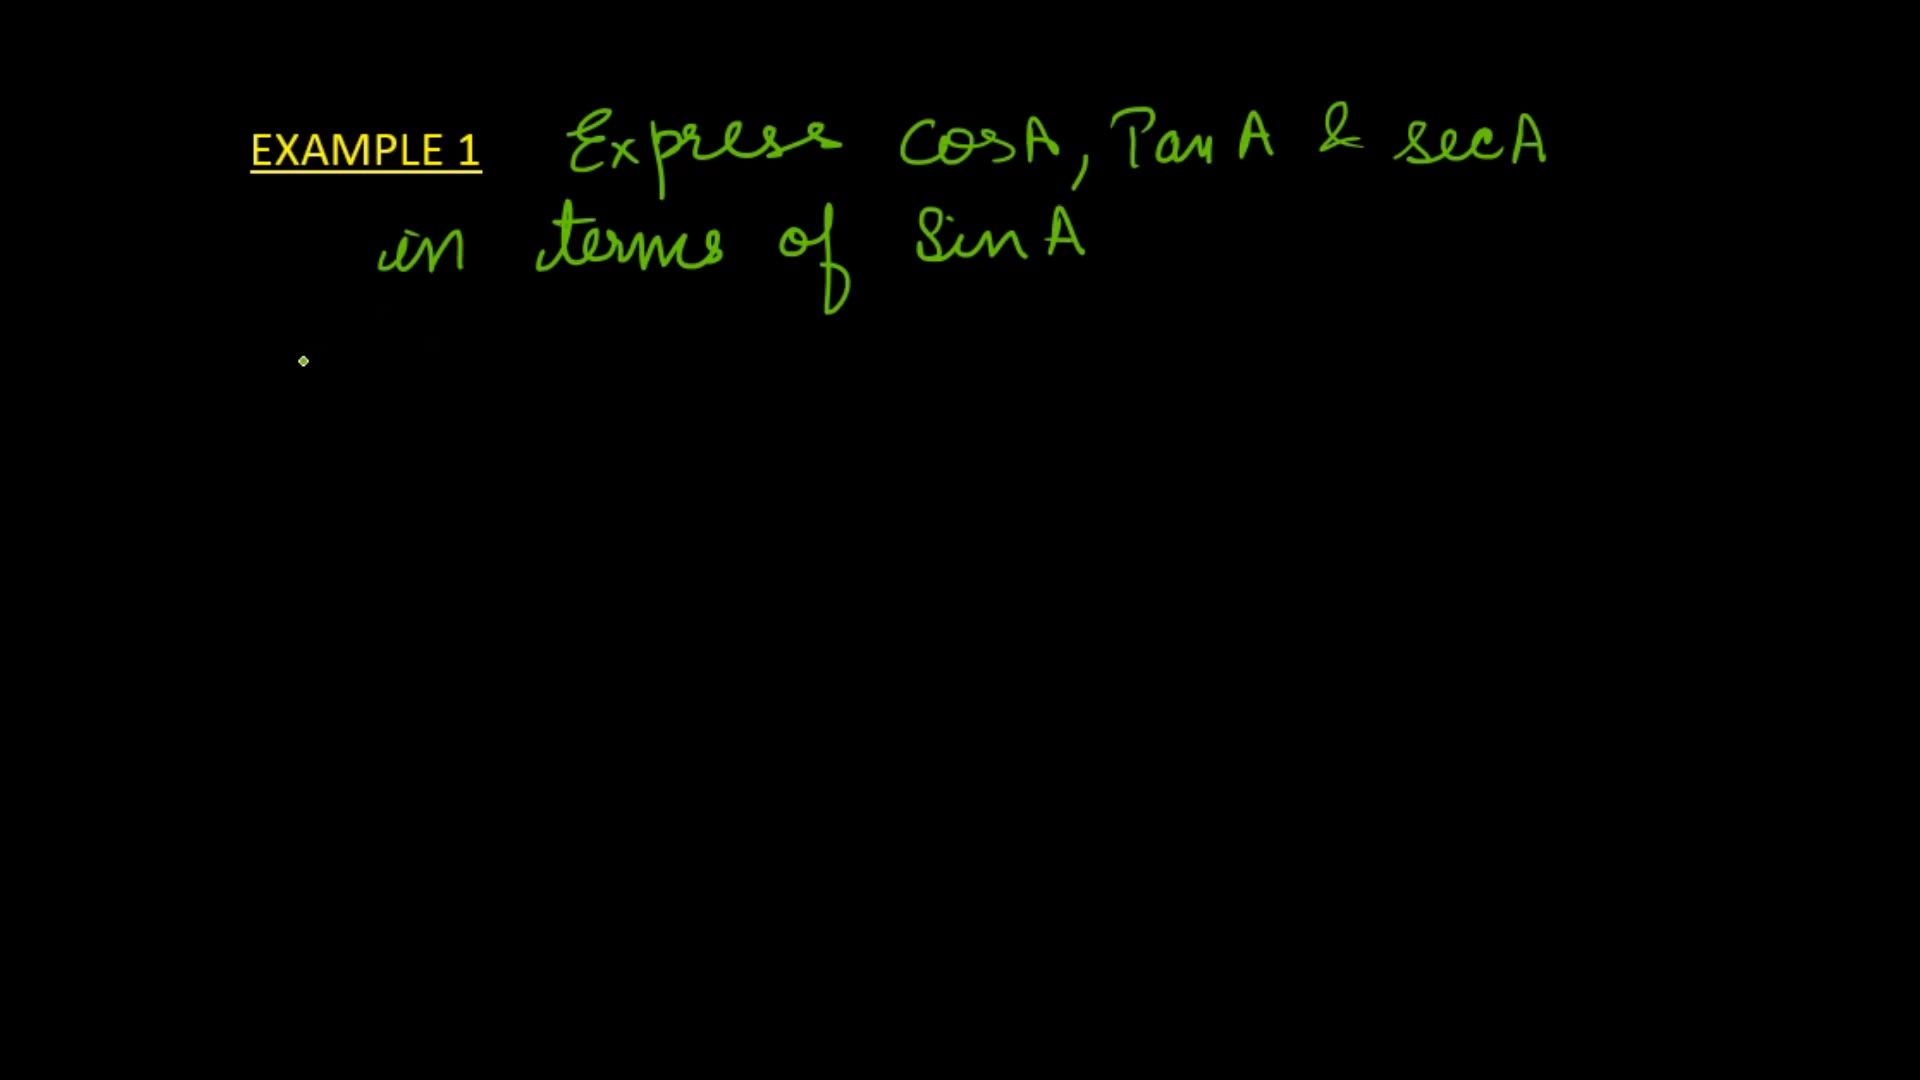 EXAMPLE 1 Express cosA, Tan A & secA
in terms of Sin A